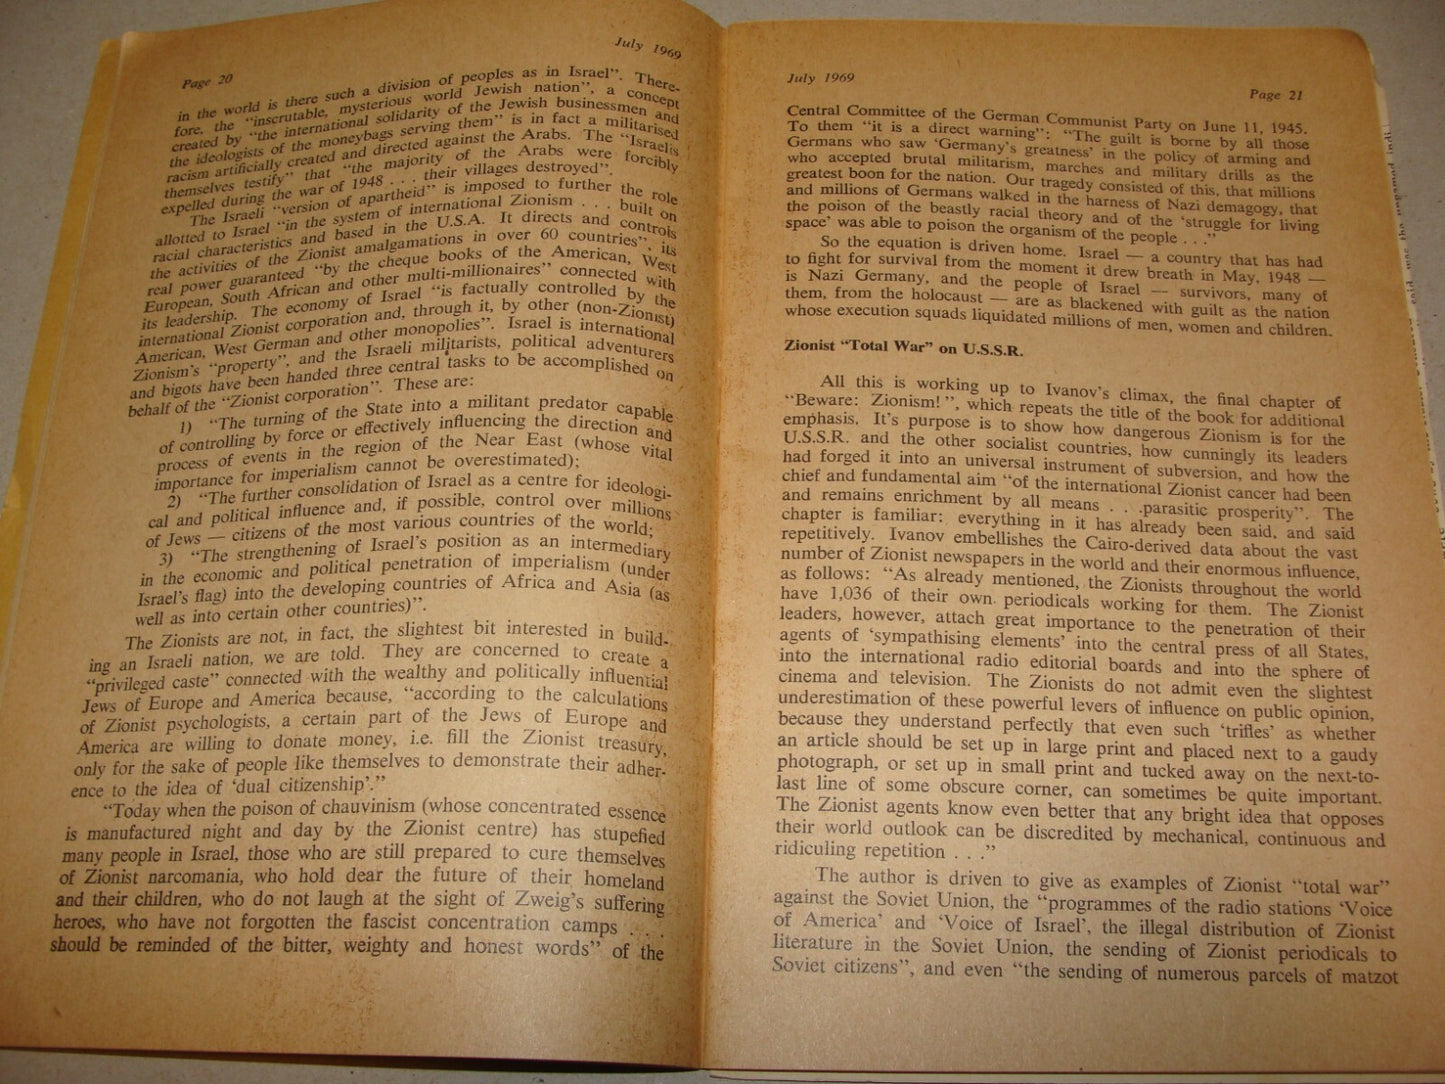 Page 20
July 1969
in the world is there such a division of peoples as in Israel". There-
fore, the "inscrutable, mysterious world Jewish nation", a concept
created by "the international solidarity of the Jewish businessmen and
the ideologists of the moneybags serving them" is in fact a militarised
racism artificially created and directed against the Arabs. The "Israelis
themselves testify" that "the majority of the Arabs were forcibly
expelled during the war of 1948 . . . their villages destroyed".
The Israeli "version of apartheid" is imposed to further the role
allotted to Israel "in the system of international Zionism . . . built on
racial characteristics and based in the U.S.A. It directs and controls
the activities of the Zionist amalgamations in over 60 countries", its
real power guaranteed "by the cheque books of the American, West
European, South African and other multi-millionaires" connected with
its leadership. The economy of Israel "is factually controlled by the
international Zionist corporation and, through it, by other (non-Zionist)
American, West German and other monopolies". Israel is international
Zionism's "property", and the Israeli militarists, political adventurers
and bigots have been handed three central tasks to be accomplished on
behalf of the "Zionist corporation". These are:
1) "The turning of the State into a militant predator capable
of controlling by force or effectively influencing the direction and
process of events in the region of the Near East (whose vital
importance for imperialism cannot be overestimated);
2) "The further consolidation of Israel as a centre for ideologi-
cal and political influence and, if possible, control over millions
of Jews — citizens of the most various countries of the world;
3) "The strengthening of Israel's position as an intermediary
in the economic and political penetration of imperialism (under
Israel's flag) into the developing countries of Africa and Asia (as
well as into certain other countries)".
The Zionists are not, in fact, the slightest bit interested in build-
ing an Israeli nation, we are told. They are concerned to create a
"privileged caste" connected with the wealthy and politically influential
Jews of Europe and America because, "according to the calculations
of Zionist psychologists, a certain part of the Jews of Europe and
America are willing to donate money, i.e. fill the Zionist treasury,
only for the sake of people like themselves to demonstrate their adher-
ence to the idea of 'dual citizenship'."
"Today when the poison of chauvinism (whose concentrated essence
is manufactured night and day by the Zionist centre) has stupefied
many people in Israel, those who are still prepared to cure themselves
of Zionist narcomania, who hold dear the future of their homeland
and their children, who do not laugh at the sight of Zweig's suffering
heroes, who have not forgotten the fascist concentration camps . . .
should be reminded of the bitter, weighty and honest words" of the
July 1969
Page 21
Central Committee of the German Communist Party on June 11, 1945.
To them "it is a direct warning": "The guilt is borne by all those
Germans who saw 'Germany's greatness' in the policy of arming and
who accepted brutal militarism, marches and military drills as the
greatest boon for the nation. Our tragedy consisted of this, that millions
and millions of Germans walked in the harness of Nazi demagogy, that
the poison of the beastly racial theory and of the 'struggle for living
space' was able to poison the organism of the people . . ."
So the equation is driven home. Israel — a country that has had
to fight for survival from the moment it drew breath in May, 1948 —
is Nazi Germany, and the people of Israel — survivors, many of
them, from the holocaust — are as blackened with guilt as the nation
whose execution squads liquidated millions of men, women and children.
Zionist "Total War" on U.S.S.R.
All this is working up to Ivanov's climax, the final chapter of
"Beware: Zionism!", which repeats the title of the book for additional
emphasis. It's purpose is to show how dangerous Zionism is for the
U.S.S.R. and the other socialist countries, how cunningly its leaders
had forged it into an universal instrument of subversion, and how the
chief and fundamental aim "of the international Zionist cancer had been
and remains enrichment by all means . . .parasitic prosperity". The
chapter is familiar: everything in it has already been said, and said
repetitively. Ivanov embellishes the Cairo-derived data about the vast
number of Zionist newspapers in the world and their enormous influence,
as follows: "As already mentioned, the Zionists throughout the world
have 1,036 of their own periodicals working for them. The Zionist
leaders, however, attach great importance to the penetration of their
agents of 'sympathising elements' into the central press of all States,
into the international radio editorial boards and into the sphere of
cinema and television. The Zionists do not admit even the slightest
underestimation of these powerful levers of influence on public opinion,
because they understand perfectly that even such 'trifles' as whether
an article should be set up in large print and placed next to a gaudy
photograph, or set up in small print and tucked away on the next-to-
last line of some obscure corner, can sometimes be quite important.
The Zionist agents know even better that any bright idea that opposes
their world outlook can be discredited by mechanical, continuous and
ridiculing repetition . . ."
The author is driven to give as examples of Zionist "total war"
against the Soviet Union, the "programmes of the radio stations 'Voice
of America' and 'Voice of Israel', the illegal distribution of Zionist
literature in the Soviet Union, the sending of Zionist periodicals to
Soviet citizens", and even "the sending of numerous parcels of matzot